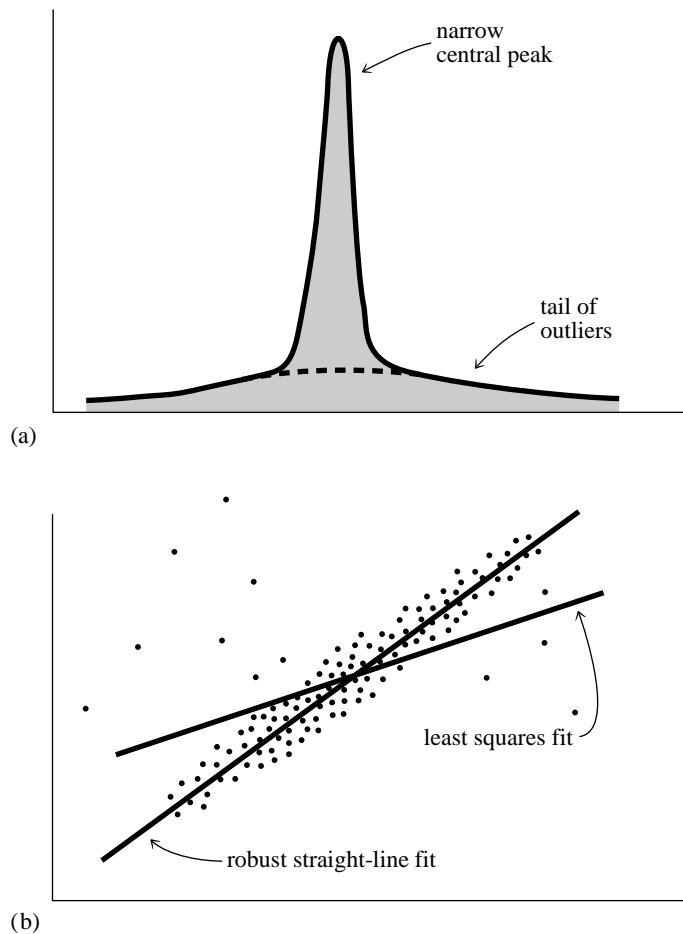 narrow
central peak
tail of
outliers
(a)
least squares fit
robust straight-line fit
(b)